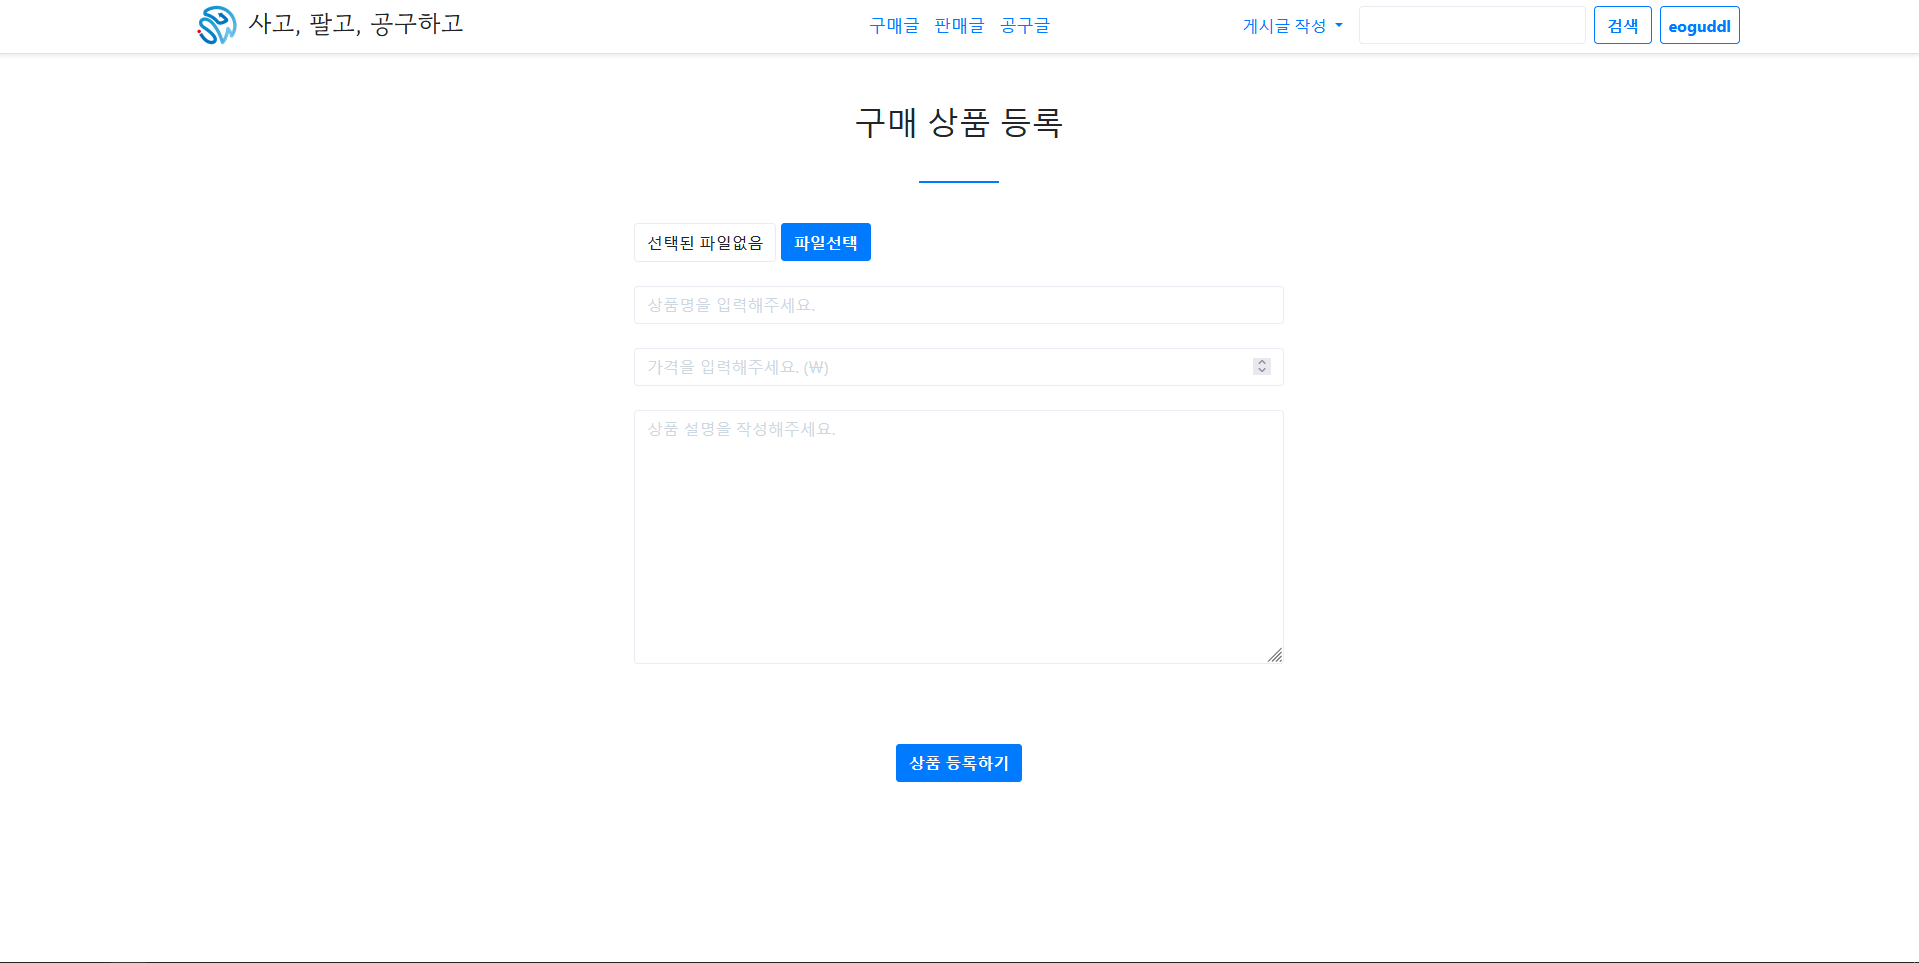 사고, 팔고, 공구하고
구매글 판매글 공구글
게시글 작성
검색
eoguddl
구매 상품 등록
선택된 파일없음
파일선택
상품명을 입력해주세요.
가격을 입력해주세요. (₩)
상품 설명을 작성해주세요.
상품 등록하기